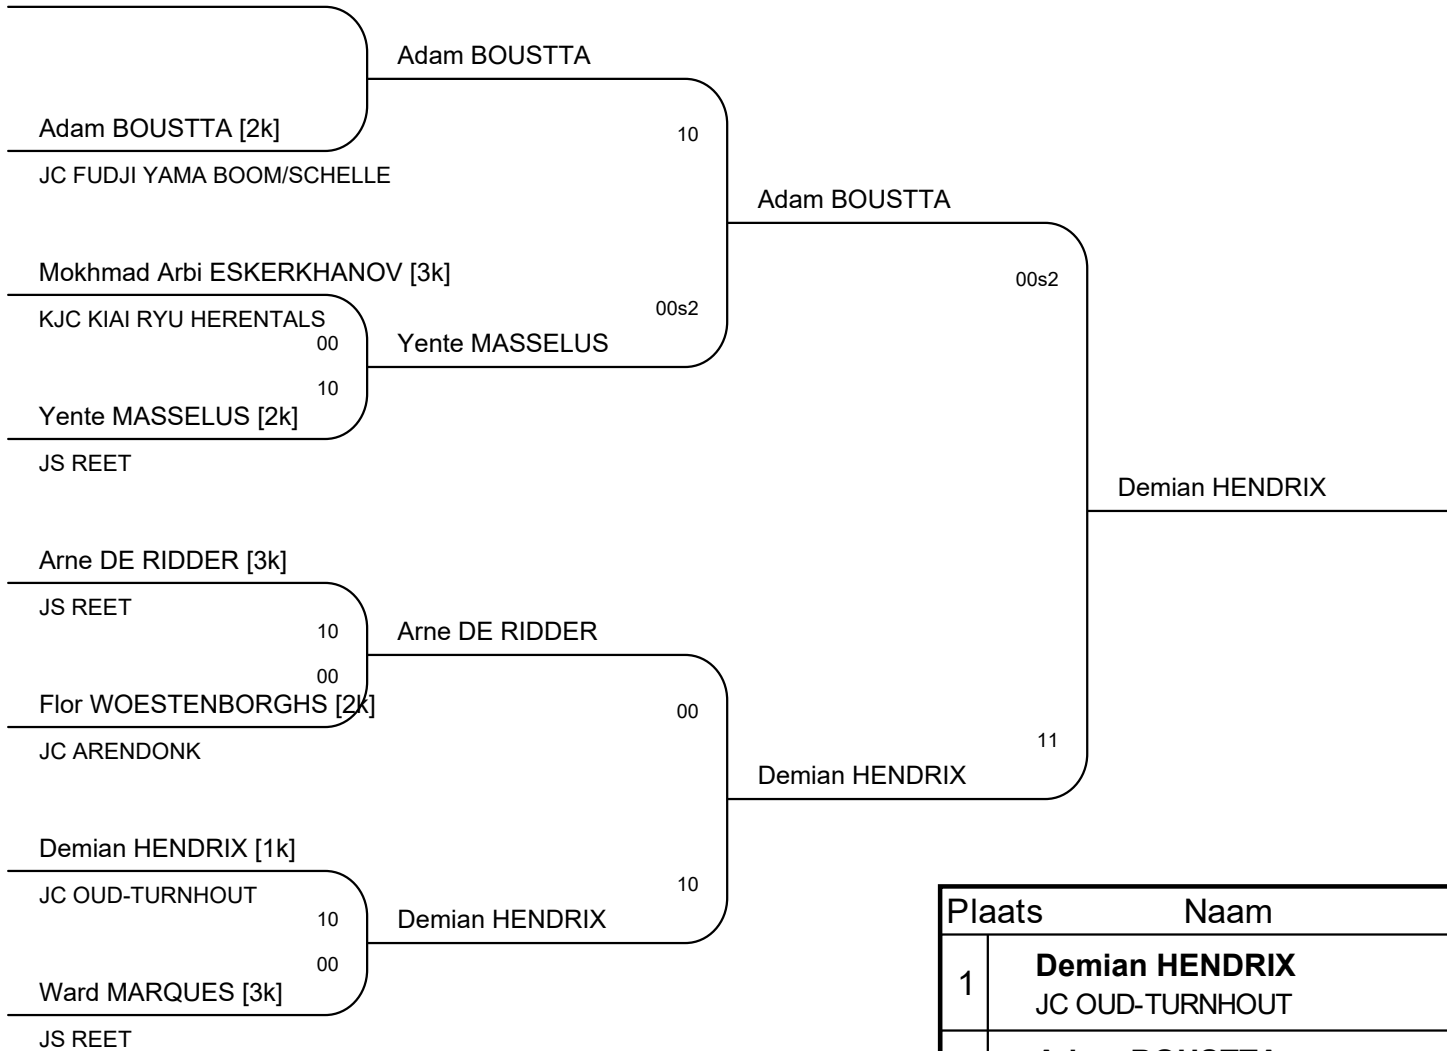 Adam BOUSTTA
Adam BOUSTTA [2k]
10
JC FUDJI YAMA BOOM/SCHELLE
Adam BOUSTTA
Mokhmad Arbi ESKERKHANOV [3k]
00s2
KJC KIAI RYU HERENTALS
00s2
00
Yente MASSELUS
10
Yente MASSELUS [2k]
JS REET
Demian HENDRIX
Arne DE RIDDER [3k]
JS REET
10
Arne DE RIDDER
00
Flor WOESTENBORGHS [2k]
00
JC ARENDONK
11
Demian HENDRIX
Demian HENDRIX [1k]
JC OUD-TURNHOUT
10
10
Demian HENDRIX
00
Ward MARQUES [3k]
JS REET
Plaats Naam
1 Demian HENDRIX
JC OUD-TURNHOUT
Adam BOUSTTA